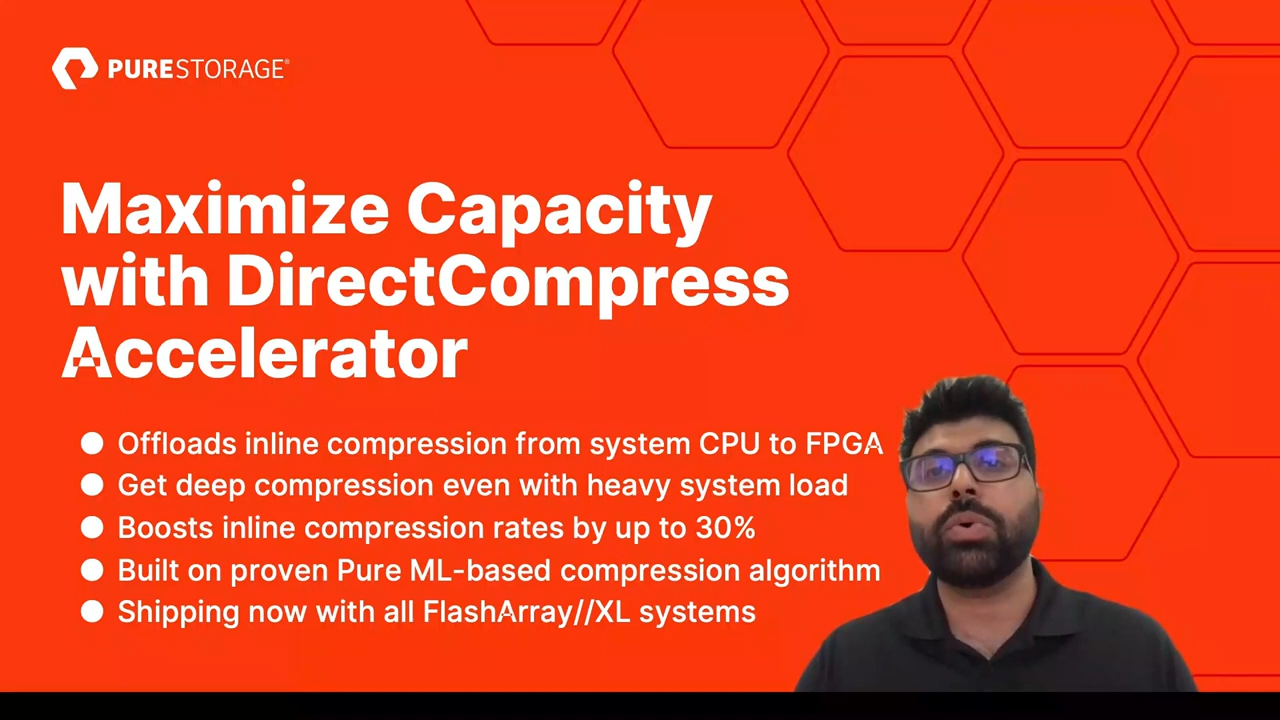 PURESTORAGE®
Maximize Capacity
with DirectCompress
Accelerator
● Offloads inline compression from system CPU to FPGA
● Get deep compression even with heavy system load
● Boosts inline compression rates by up to 30%
● Built on proven Pure ML-based compression algorithm
● Shipping now with all FlashArray//XL systems